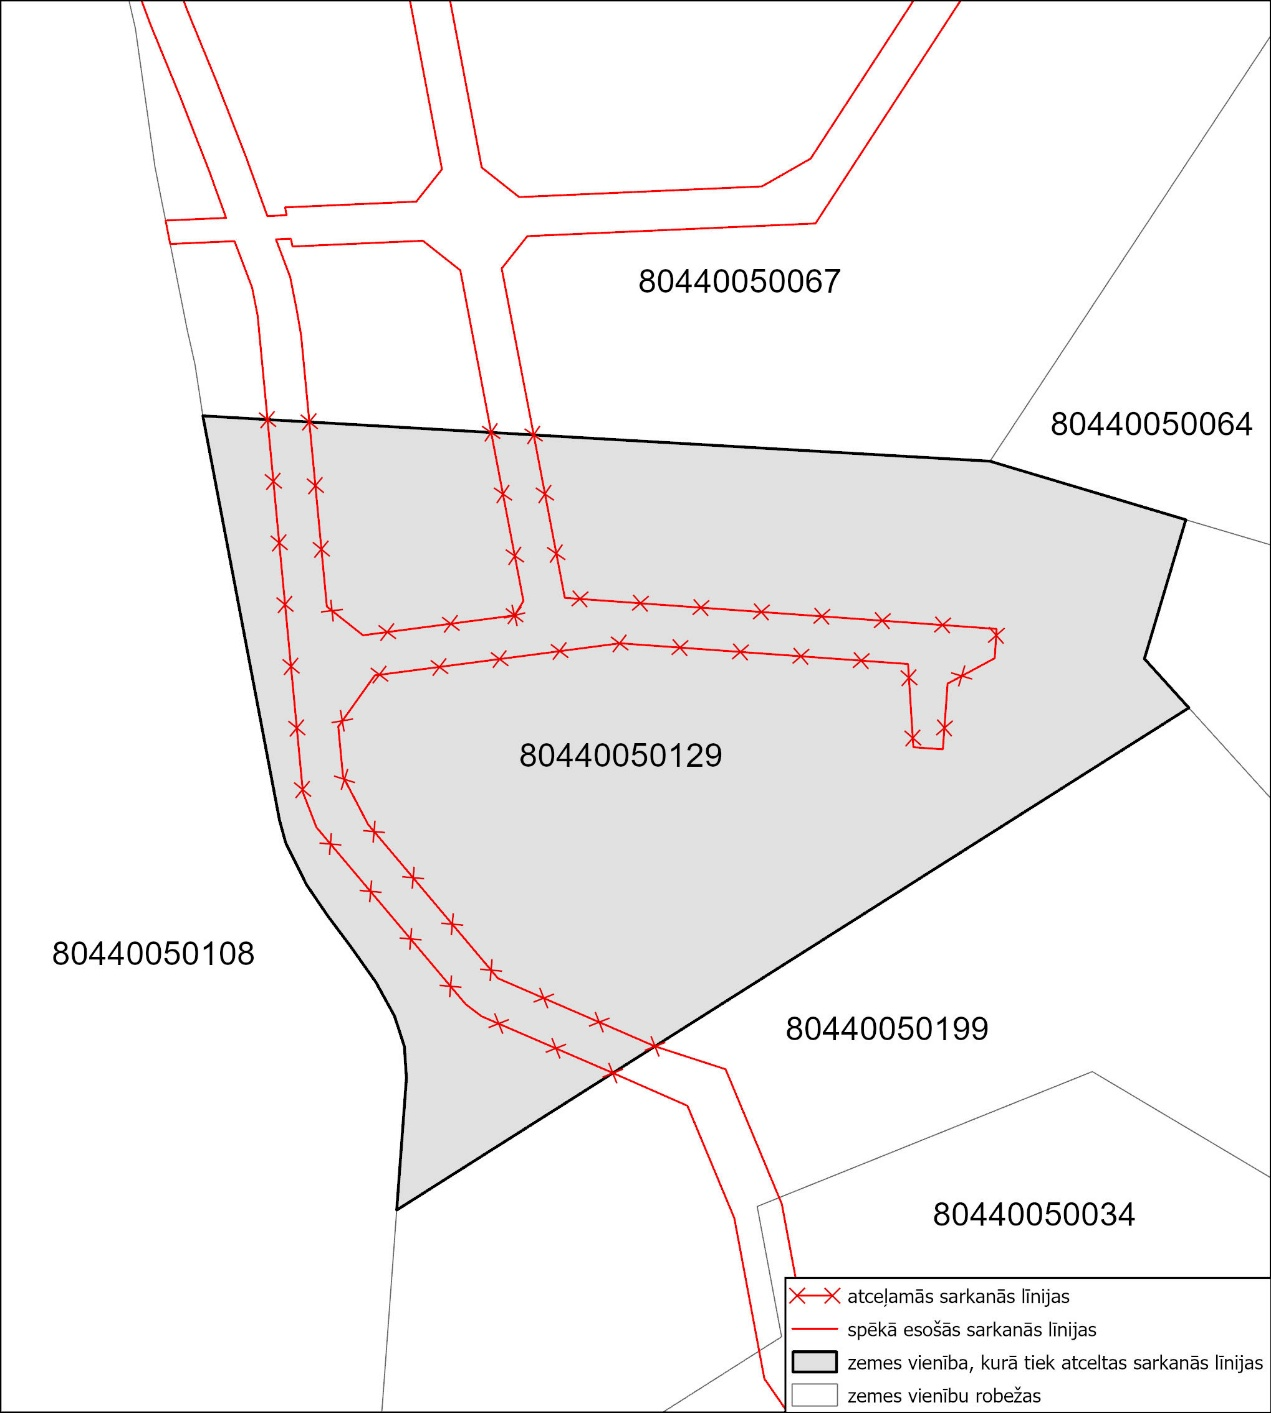 80440050067
80440050064
80440050129
80440050108
80440050199
80440050034
atceļamās sarkanās līnijas
spēkā esošās sarkanās līnijas
zemes vienība, kurā tiek atceltas sarkanās līnijas
zemes vienību robežas